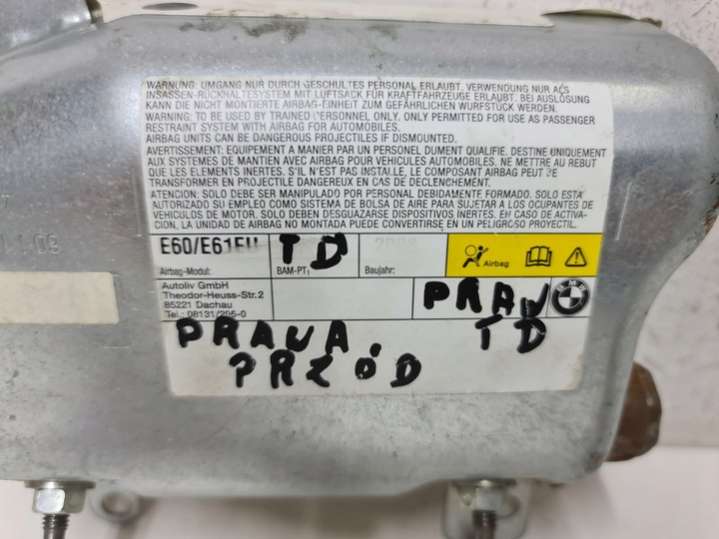 WARNUNG: UMGANG NUR DURCH GESCHULTES PERSONAL ERLAUBT. VERWENDUNG NUR ALS
INSASSEN-RÜCKHALTESYSTEM MIT LUFTSACK FÜR KRAFTFAHRZEUGE ERLAUBT. BEI AUSLÖSUNG
KANN DIE NICHT MONTIERTE AIRBAG-EINHEIT ZUM GEFÄHRLICHEN WURFSTÜCK WERDEN.
WARNING: TO BE USED BY TRAINED PERSONNEL ONLY. ONLY PERMITTED FOR USE AS PASSENGER
RESTRAINT SYSTEM WITH AIRBAG FOR AUTOMOBILES.
AIRBAG UNITS CAN BE DANGEROUS PROJECTILES IF DISMOUNTED.
AVERTISSEMENT: EQUIPEMENT A MANIER PAR UN PERSONEL DUMENT QUALIFIE. DESTINE UNIQUEMENT
AUX SYSTEMES DE MANTIEN AVEC AIRBAG POUR VEHICULES AUTOMOBILES. NE METTRE AU REBUT
QUE LES ELEMENTS INERTES. S'IL N'EST PAS INSTALLE, LE COMPOSANT AIRBAG PEUT SE
TRANSFORMER EN PROJECTILE DANGEREUX EN CAS DE DECLENCHEMENT.
ATENCION: SOLO DEBE SER MANIPULADO POR PERSONAL DEBIDAMENTE FORMADO. SOLO ESTA
AUTORIZADO SU EMPLEO COMO SISTEMA DE BOLSA DE AIRE PARA SUJETAR A LOS OCUPANTES DE
VEHICULOS DE MOTOR. SOLO DEBEN DESGUAZARSE DISPOSITIVOS INERTES. EN CASO DE ACTIVA-
CION, LA UNIDAD DE AIRBAG NO MONTADA PUEDE CONVERTIRSE EN UN PELIGROSO PROYECTIL.
E60/E61EU TD
Airbag-Modul: BAM-PT: Baujahr: Airbag
Autoliv GmbH
Theodor-Heuss-Str.2
85221 Dachau
Tel.: 08131/295-0
PRAW
TD
PRAWA
PRZÓD